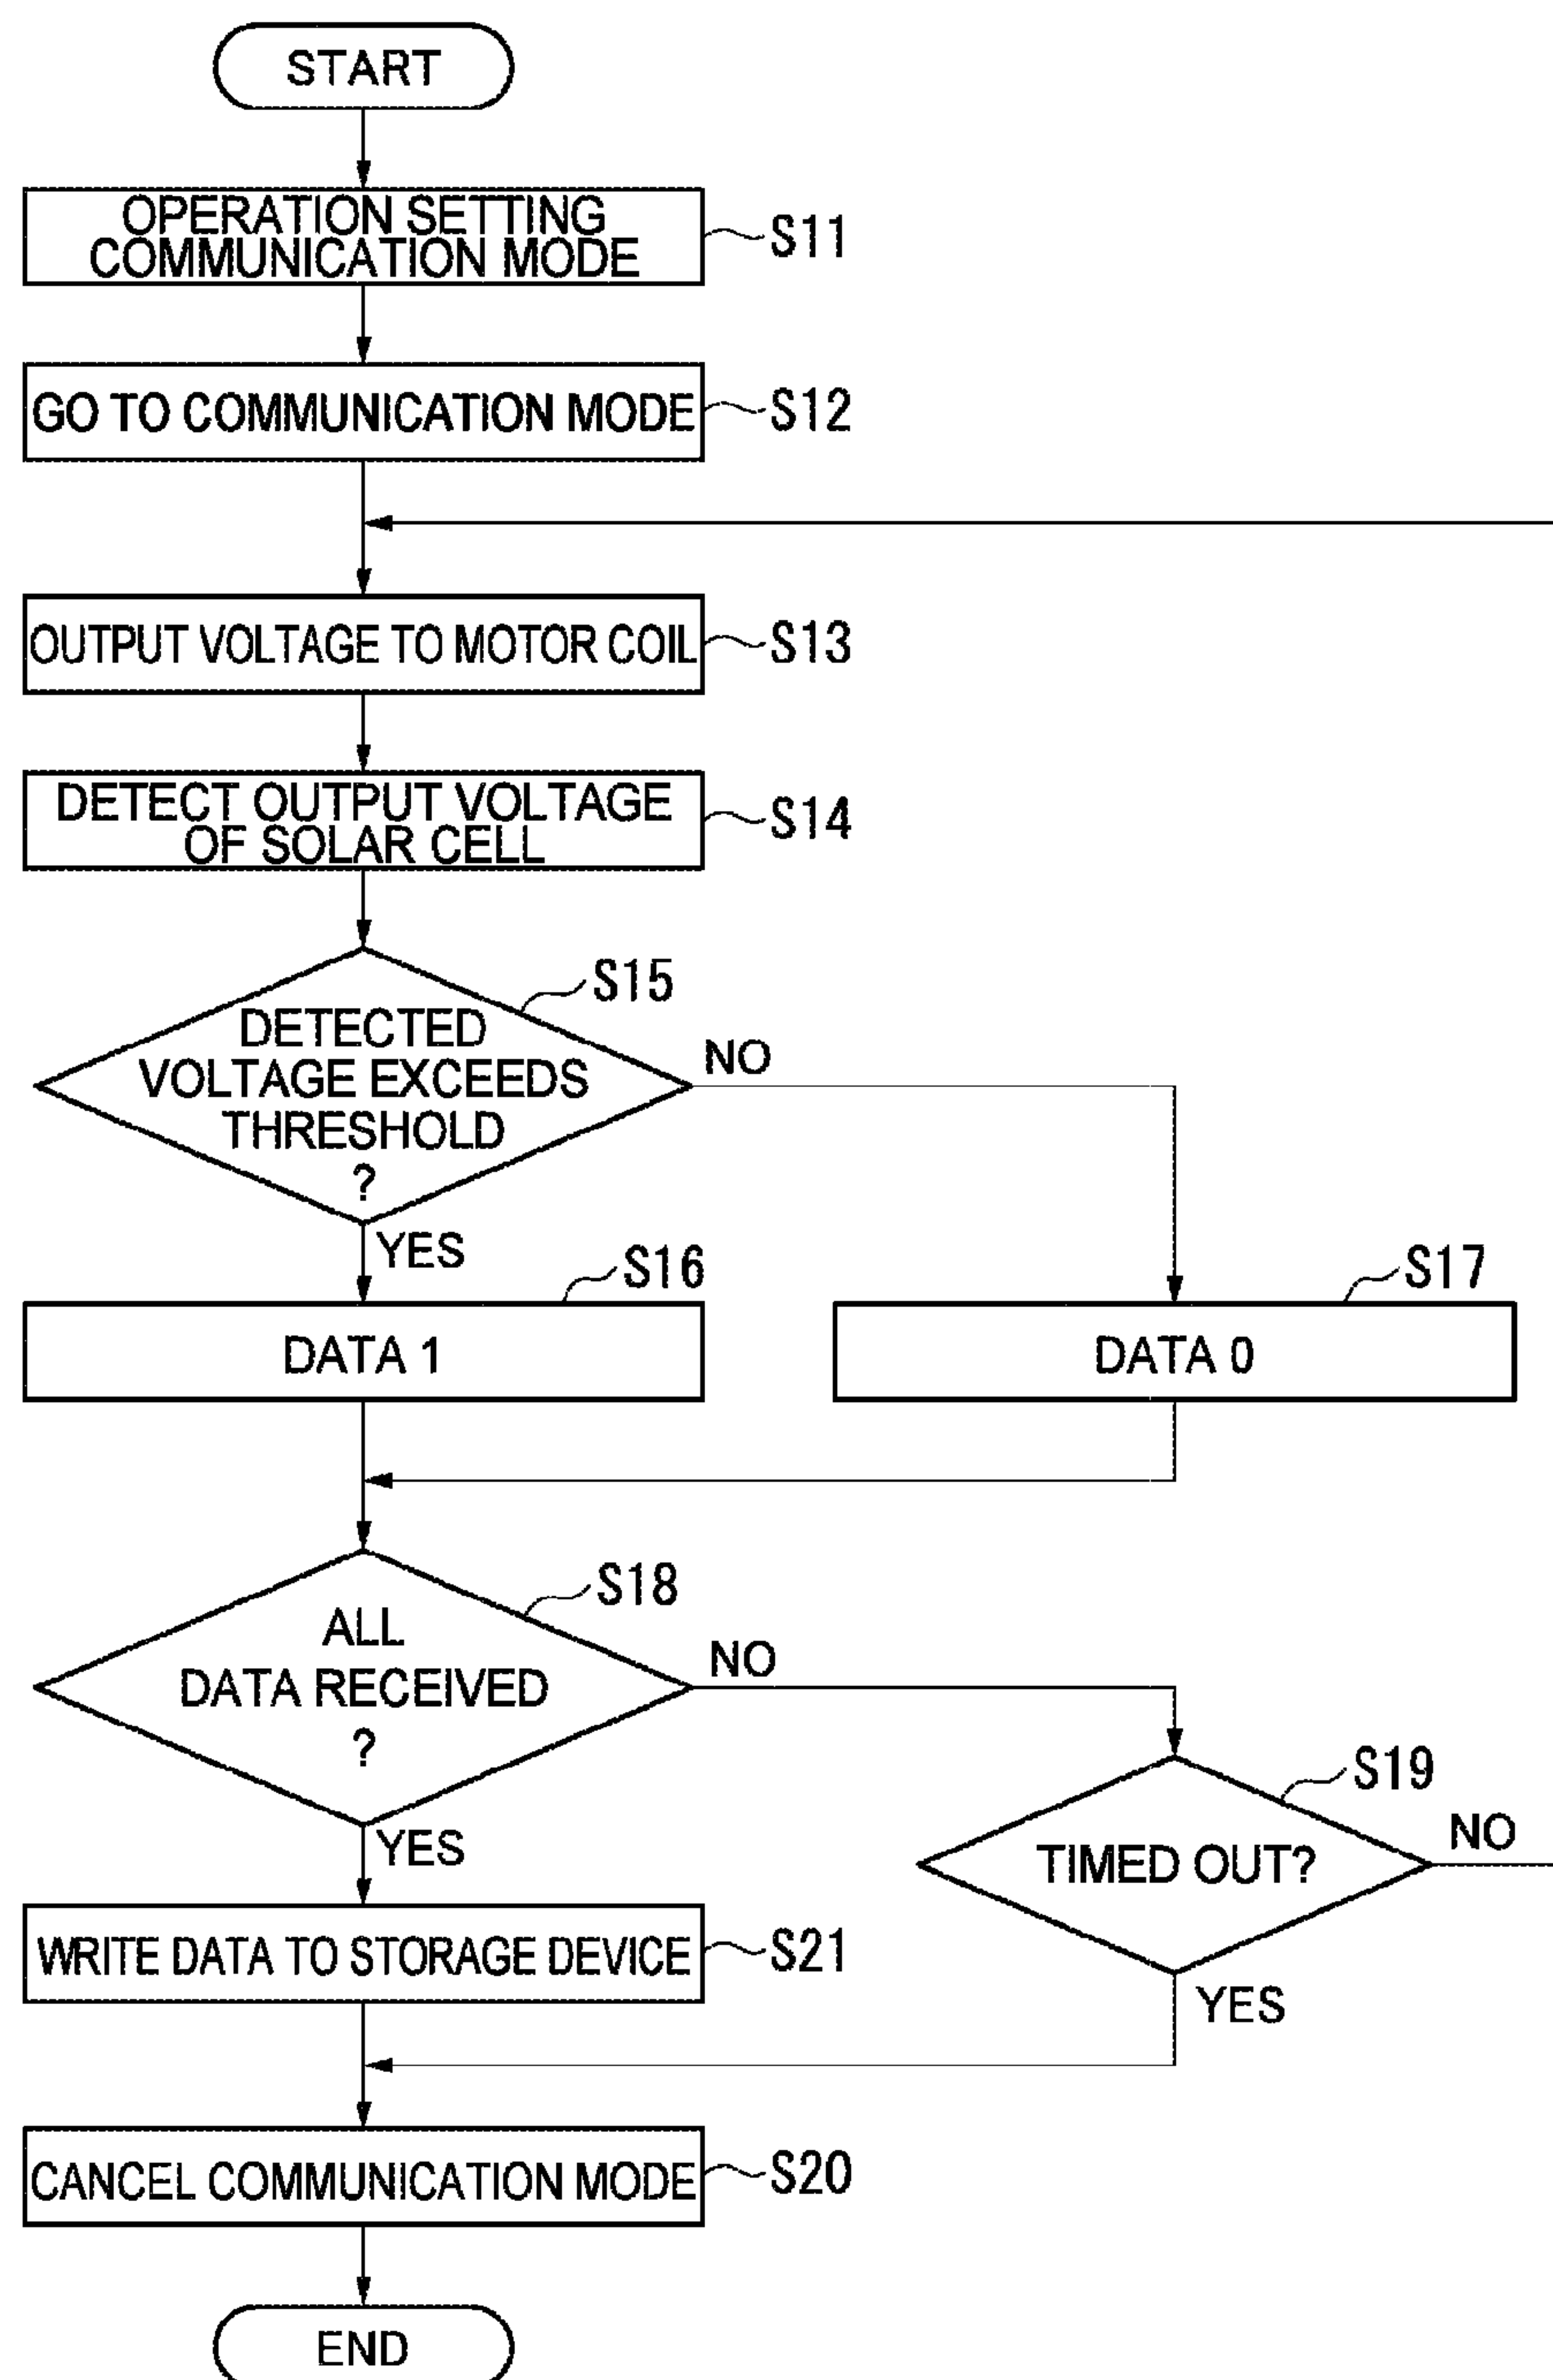 START
OPERATION SETTING
COMMUNICATION MODE
S11
GO TO COMMUNICATION MODE
S12
OUTPUT VOLTAGE TO MOTOR COIL
S13
DETECT OUTPUT VOLTAGE
OF SOLAR CELL
S14
S15
DETECTED
VOLTAGE EXCEEDS
THRESHOLD
?
NO
YES
S16
DATA 1
S17
DATA 0
S18
ALL
DATA RECEIVED
?
NO
YES
S19
TIMED OUT?
NO
YES
WRITE DATA TO STORAGE DEVICE
S21
CANCEL COMMUNICATION MODE
S20
END